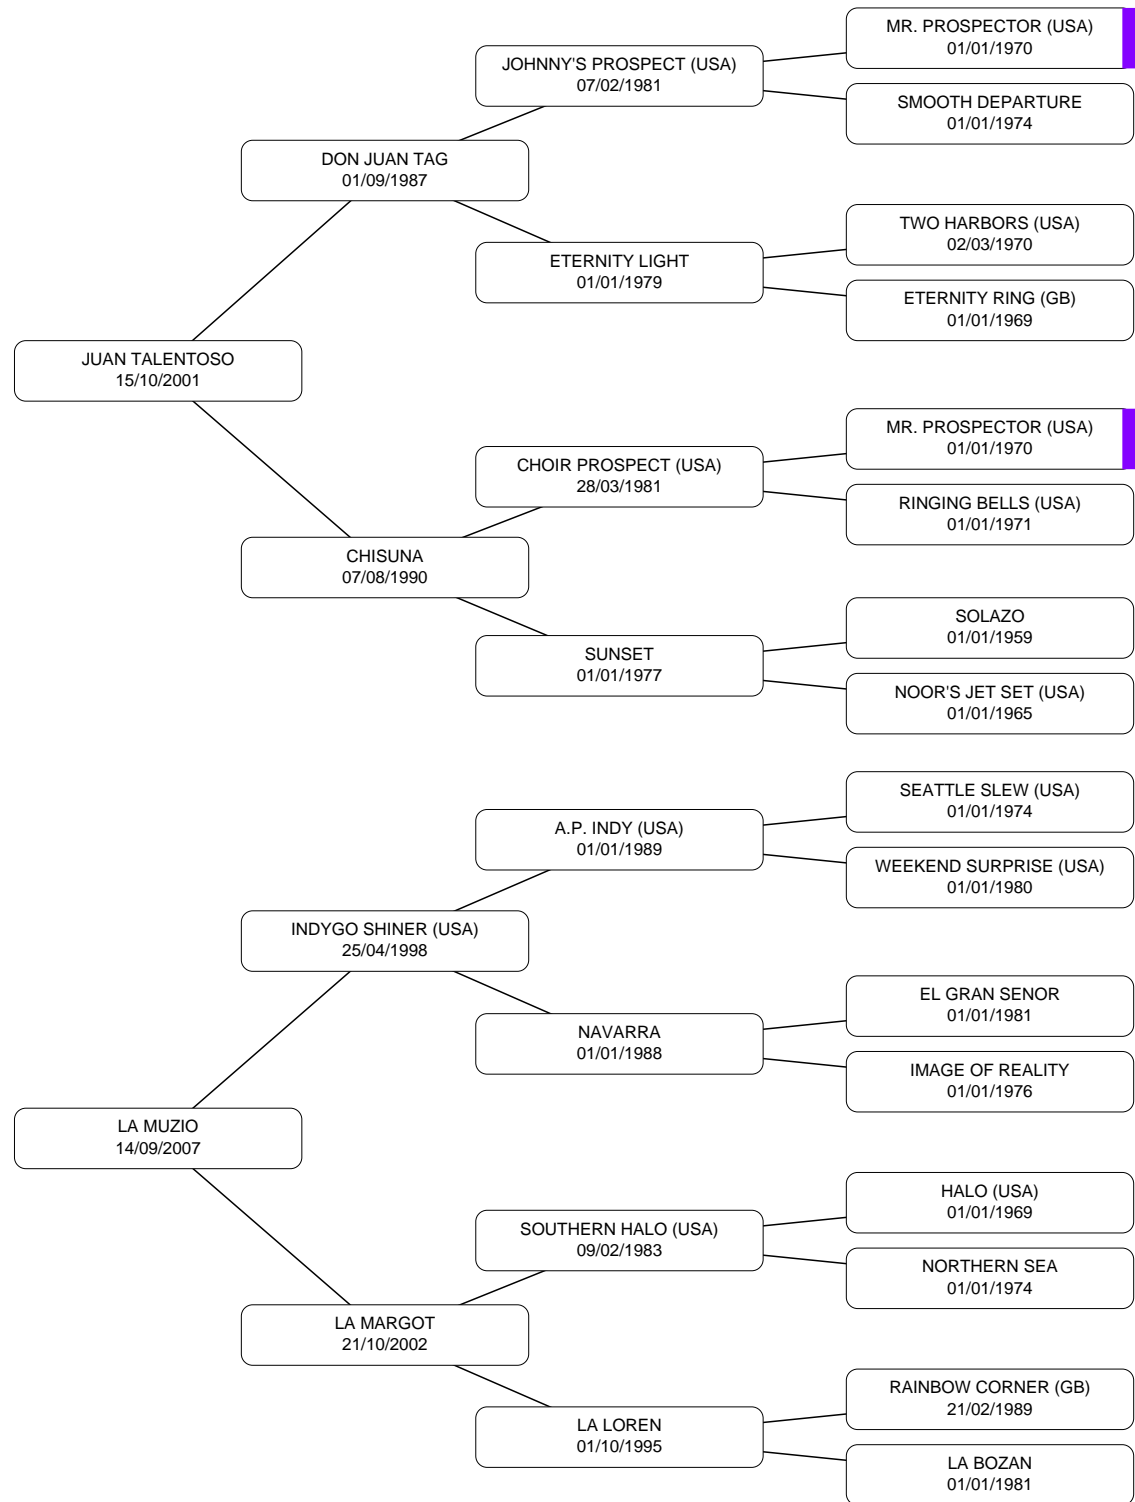 MR. PROSPECTOR (USA)
01/01/1970
JOHNNY'S PROSPECT (USA)
07/02/1981
SMOOTH DEPARTURE
01/01/1974
DON JUAN TAG
01/09/1987
TWO HARBORS (USA)
02/03/1970
ETERNITY LIGHT
01/01/1979
ETERNITY RING (GB)
01/01/1969
JUAN TALENTOSO
15/10/2001
MR. PROSPECTOR (USA)
01/01/1970
CHOIR PROSPECT (USA)
28/03/1981
RINGING BELLS (USA)
01/01/1971
CHISUNA
07/08/1990
SOLAZO
01/01/1959
SUNSET
01/01/1977
NOOR'S JET SET (USA)
01/01/1965
SEATTLE SLEW (USA)
01/01/1974
A.P. INDY (USA)
01/01/1989
WEEKEND SURPRISE (USA)
01/01/1980
INDYGO SHINER (USA)
25/04/1998
EL GRAN SENOR
01/01/1981
NAVARRA
01/01/1988
IMAGE OF REALITY
01/01/1976
LA MUZIO
14/09/2007
HALO (USA)
01/01/1969
SOUTHERN HALO (USA)
09/02/1983
NORTHERN SEA
01/01/1974
LA MARGOT
21/10/2002
RAINBOW CORNER (GB)
21/02/1989
LA LOREN
01/10/1995
LA BOZAN
01/01/1981